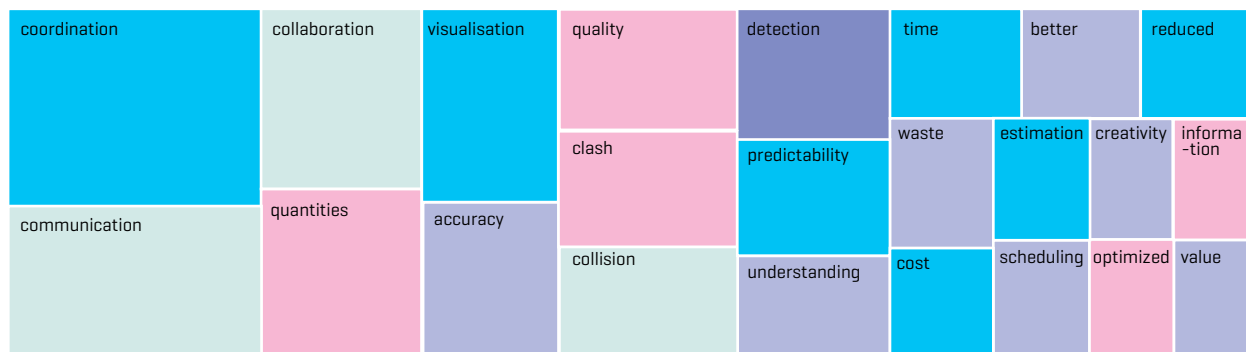 coordination
collaboration
visualisation
quality
detection
time
better
reduced
clash
waste
estimation
creativity
informa
-tion
predictability
quantities
accuracy
communication
collision
understanding
cost
scheduling
optimized
value